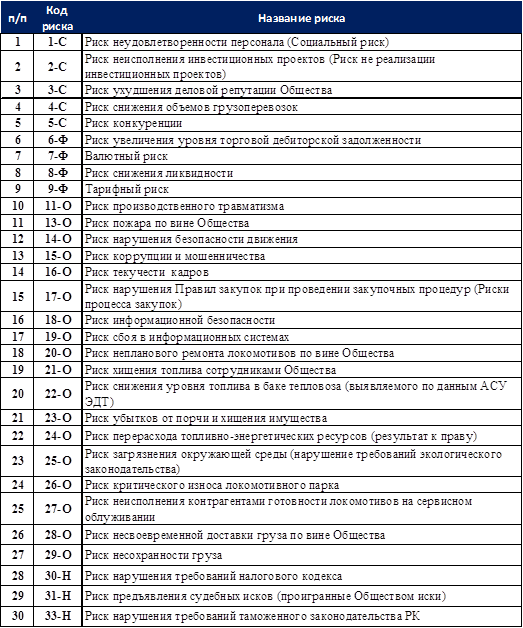 п/п Код риска Название риска
1 1-С Риск неудовлетворенности персонала (Социальный риск)
2 2-С Риск неисполнения инвестиционных проектов (Риск не реализации
инвестиционных проектов)
3 3-С Риск ухудшения деловой репутации Общества
4 4-С Риск снижения объемов грузоперевозок
5 5-С Риск конкуренции
6 6-Ф Риск увеличения уровня торговой дебиторской задолженности
7 7-Ф Валютный риск
8 8-Ф Риск снижения ликвидности
9 9-Ф Тарифный риск
10 11-О Риск производственного травматизма
11 13-О Риск пожара по вине Общества
12 14-О Риск нарушения безопасности движения
13 15-О Риск коррупции и мошенничества
14 16-О Риск текучести кадров
15 17-О Риск нарушения Правил закупок при проведении закупочных процедур (Риски
процесса закупок)
16 18-О Риск информационной безопасности
17 19-О Риск сбоя в информационных системах
18 20-О Риск непланового ремонта локомотивов по вине Общества
19 21-О Риск хищения топлива сотрудниками Общества
20 22-О Риск снижения уровня топлива в баке тепловоза (выявляемого по данным АСУ
ЭДТ)
21 23-О Риск убытков от порчи и хищения имущества
22 24-О Риск перерасхода топливно-энергетических ресурсов (результат к праву)
23 25-О Риск загрязнения окружающей среды (нарушение требований экологического
законодательства)
24 26-О Риск критического износа локомотивного парка
25 27-О Риск неисполнения контрагентами готовности локомотивов на сервисном
облуживании
26 28-О Риск несвоевременной доставки груза по вине Общества
27 29-О Риск несохранности груза
28 30-Н Риск нарушения требований налогового кодекса
29 31-Н Риск предъявления судебных исков (проигранные Обществом иски)
30 33-Н Риск нарушения требований таможенного законодательства РК